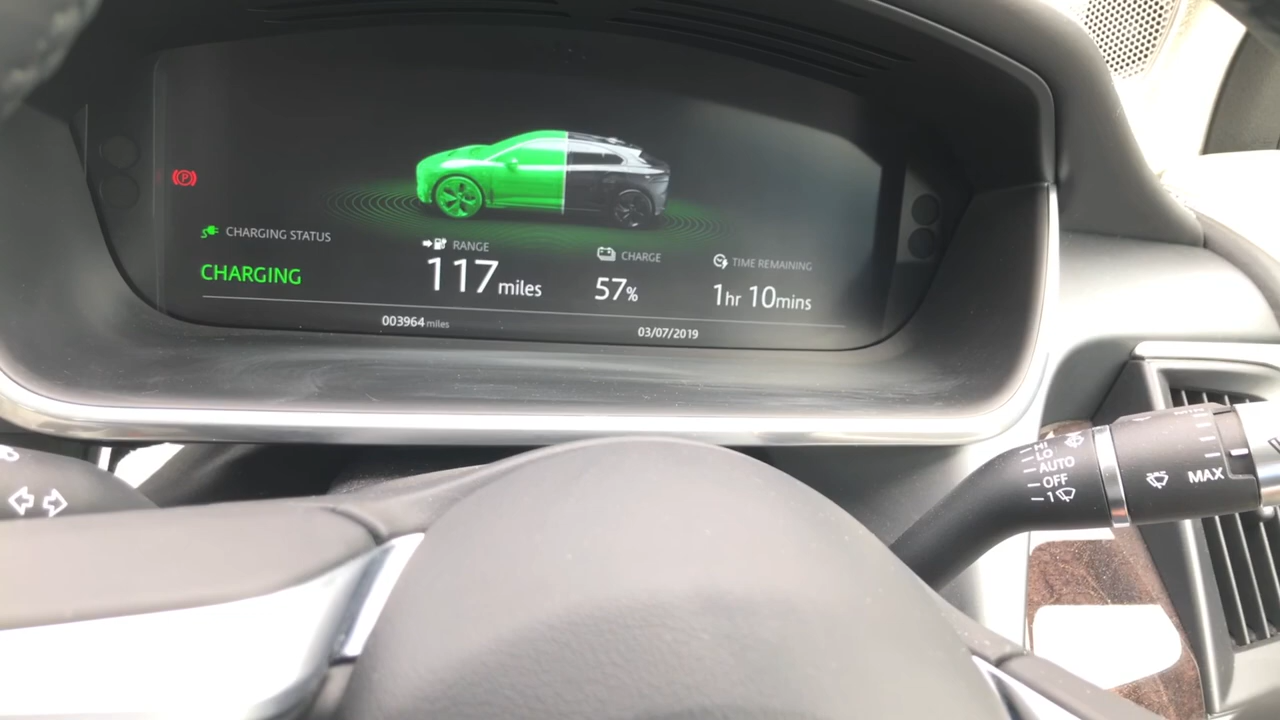 (P)
CHARGING STATUS
RANGE
CHARGE
TIME REMAINING
CHARGING
117 miles
57%
1hr 10mins
003964 miles
03/07/2019
HI
LO
AUTO
OFF
1
MAX